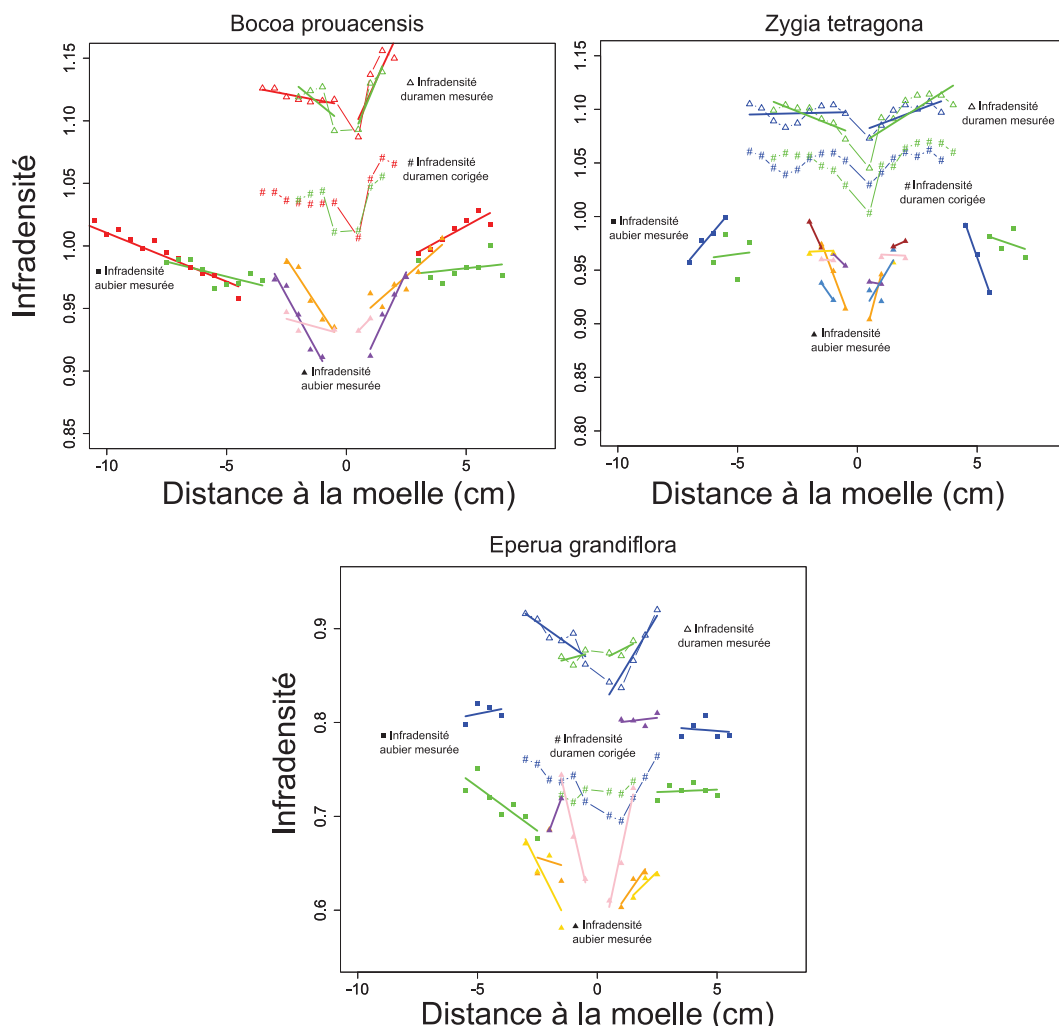 Bocoa prouacensis
Infradensité
1.15
1.10
1.05
1.00
0.95
0.90
0.85
△ Infradensité
duramen mesurée
# Infradensité
duramen corigée
■ Infradensité
aubier mesurée
▲ Infradensité
aubier mesurée
-10
-5
0
5
Distance à la moelle (cm)
Zygia tetragona
1.15
1.10
1.05
1.00
0.95
0.90
0.85
0.80
△ Infradensité
duramen mesurée
# Infradensité
duramen corigée
■ Infradensité
aubier mesurée
▲ Infradensité
aubier mesurée
-10
-5
0
5
Distance à la moelle (cm)
Eperua grandiflora
Infradensité
0.9
0.8
0.7
0.6
△ Infradensité
duramen mesurée
■ Infradensité
aubier mesurée
# Infradensité
duramen corigée
▲ Infradensité
aubier mesurée
-10
-5
0
5
Distance à la moelle (cm)